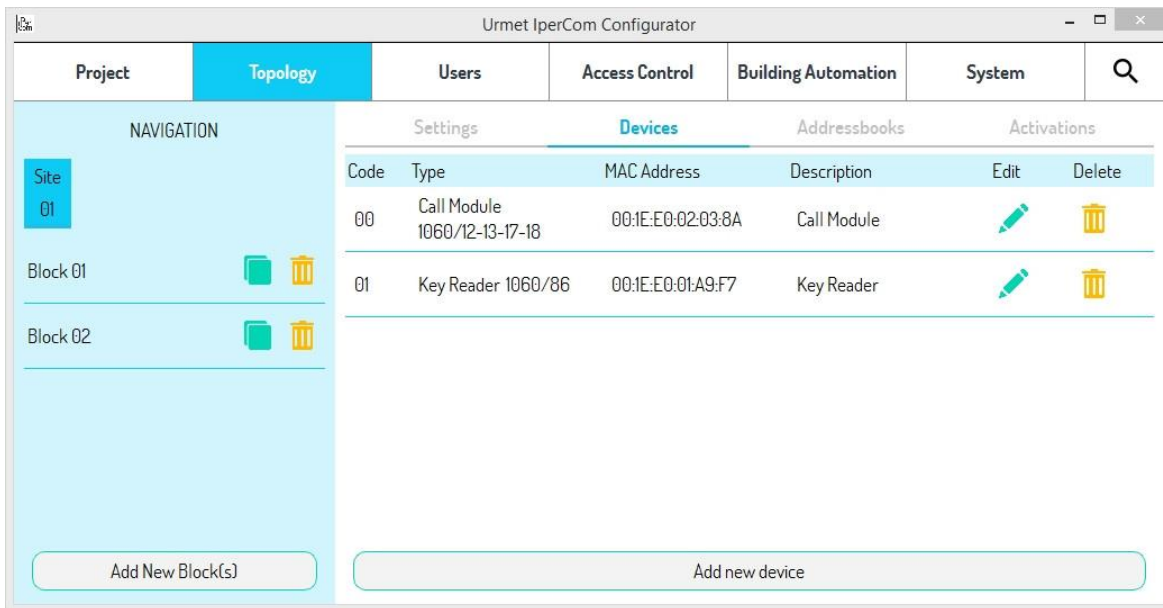 Urmet IperCom Configurator
Project Topology Users Access Control Building Automation System
NAVIGATION
Site
01
Block 01
Block 02
Add New Block(s)
Settings Devices Addressbooks Activations
Code Type MAC Address Description Edit Delete
00 Call Module 1060/12-13-17-18 00:1E:E0:02:03:8A Call Module
01 Key Reader 1060/86 00:1E:E0:01:A9:F7 Key Reader
Add new device